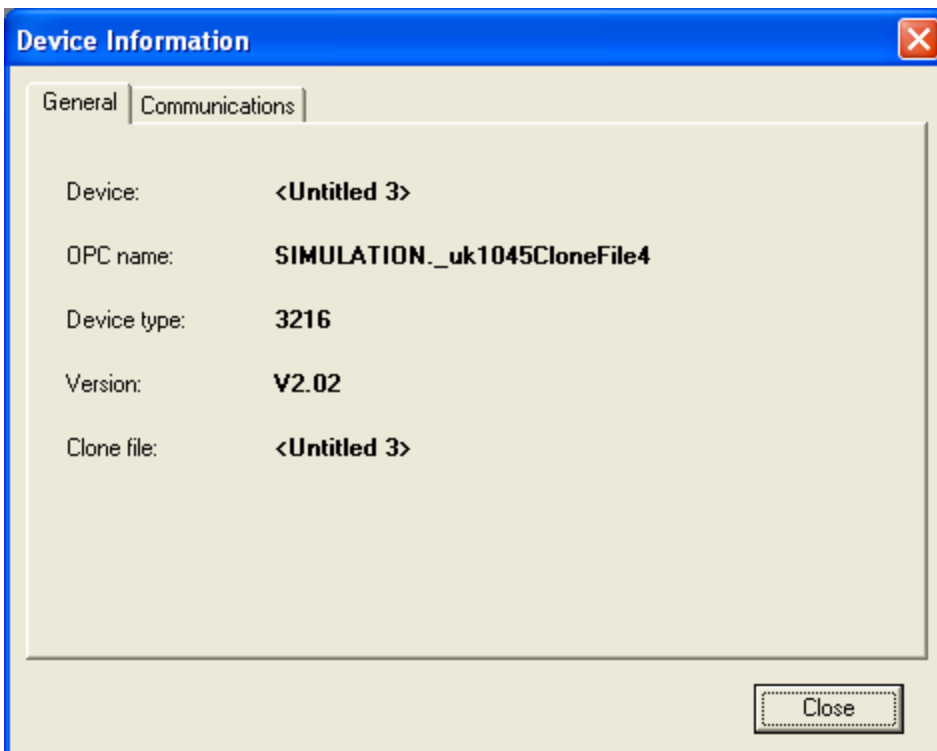 Device Information
General Communications
Device: <Untitled 3>
OPC name: SIMULATION._uk1045CloneFile4
Device type: 3216
Version: V2.02
Clone file: <Untitled 3>
Close